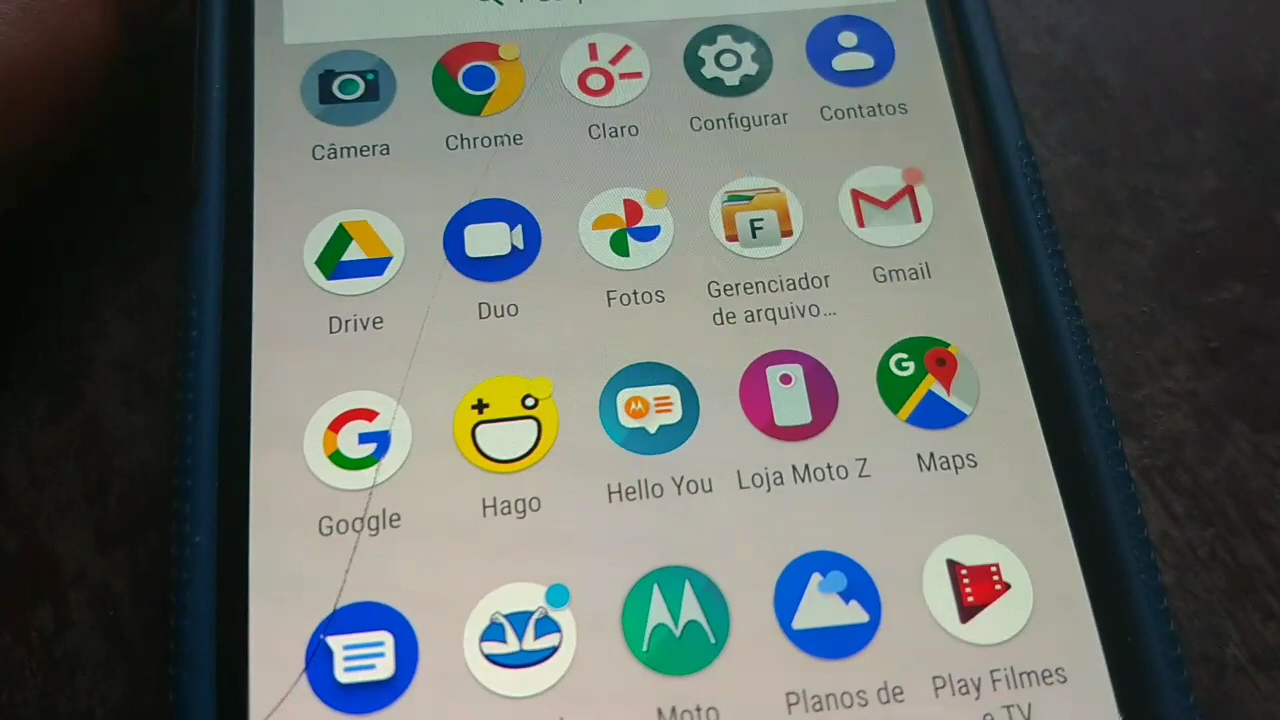 Câmera
Chrome
Claro
Configurar
Contatos
Drive
Duo
Fotos
F
Gerenciador
de arquivo...
Gmail
G
Google
Hago
Hello You
Loja Moto Z
G
Maps
Moto
Planos de
Play Filmes
e TV